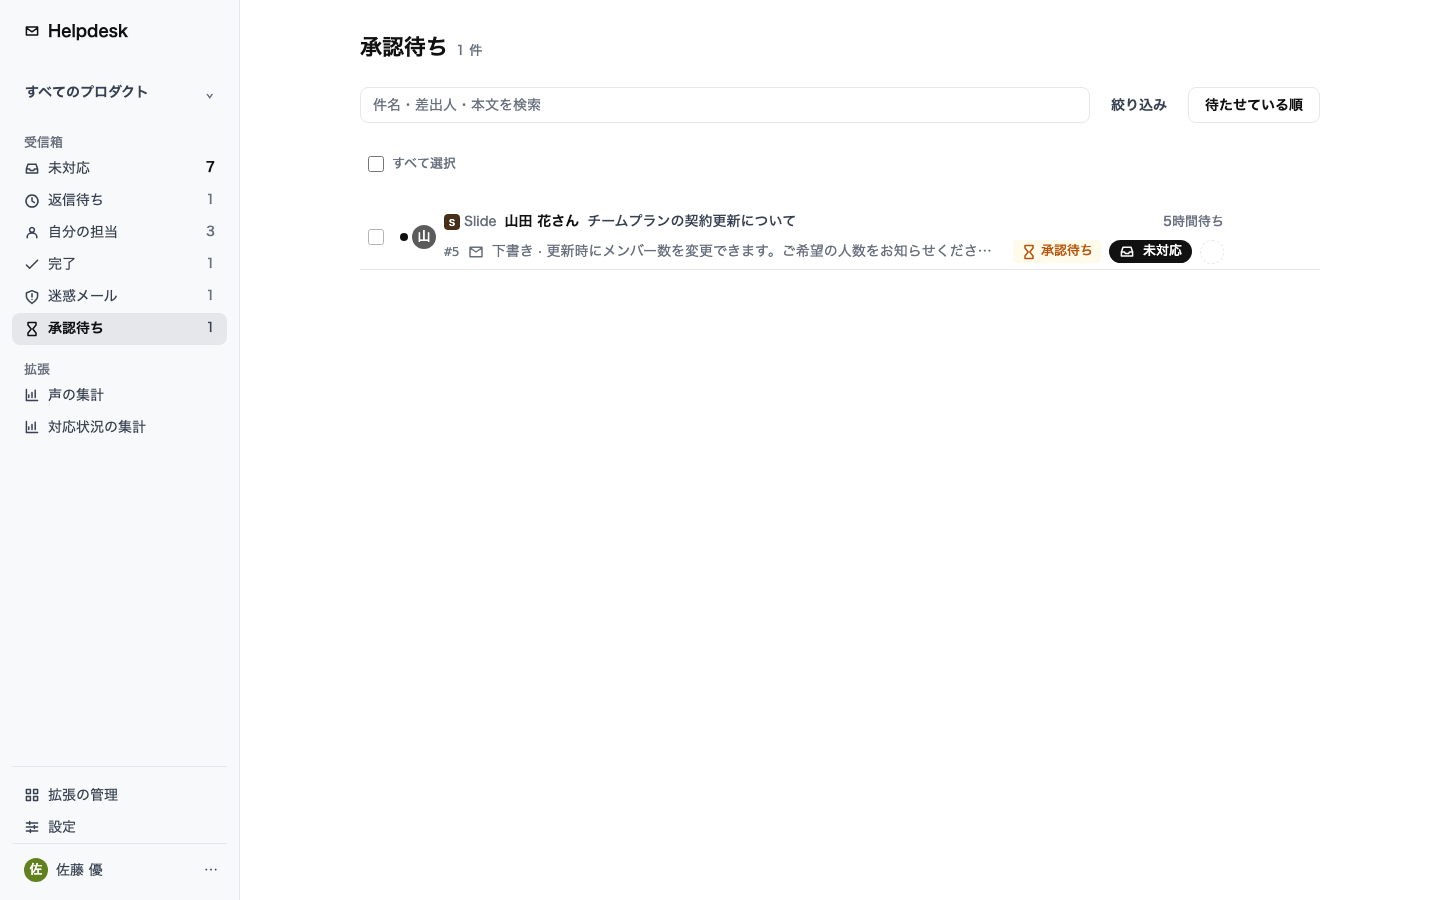 Helpdesk
すべてのプロダクト
受信箱
未対応 7
返信待ち 1
自分の担当 3
完了 1
迷惑メール 1
承認待ち 1
拡張
声の集計
対応状況の集計
拡張の管理
設定
佐 佐藤 優 …
承認待ち 1 件
件名・差出人・本文を検索 絞り込み 待たせている順
すべて選択
山 S Slide 山田 花さん チームプランの契約更新について 5時間待ち
#5 下書き · 更新時にメンバー数を変更できます。ご希望の人数をお知らせくださ… 承認待ち 未対応